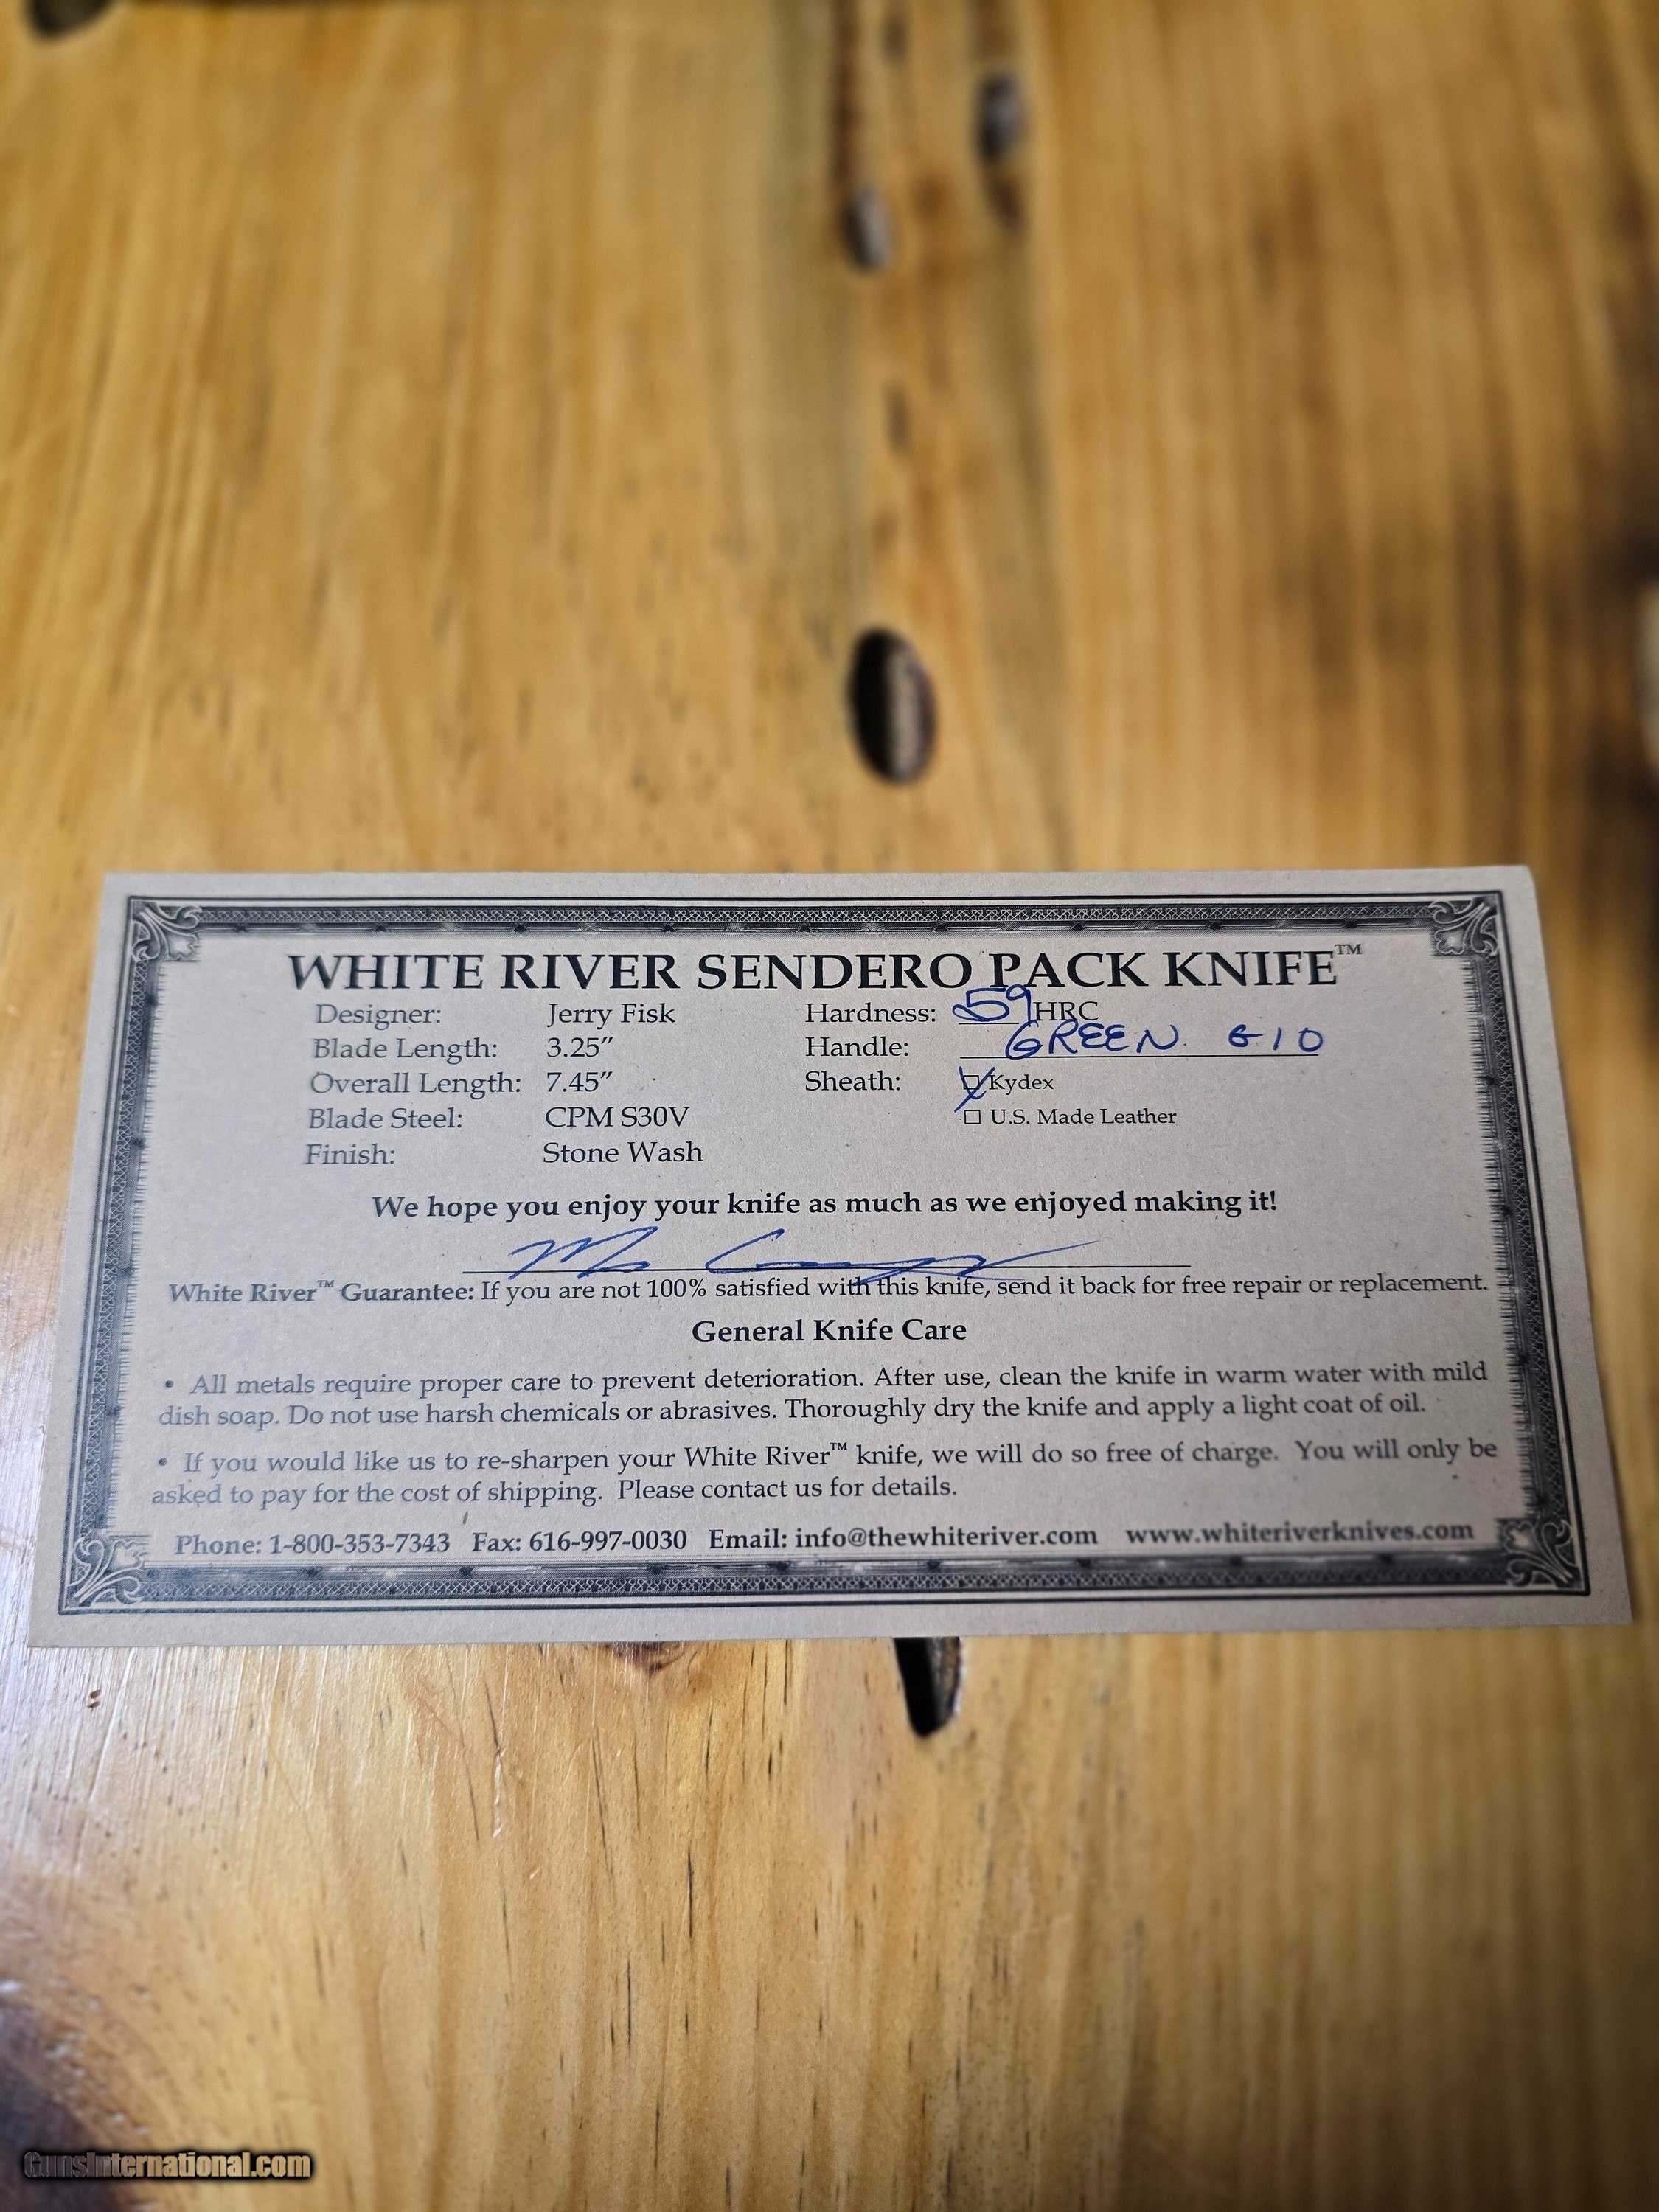 WHITE RIVER SENDERO PACK KNIFE™
Designer: Jerry Fisk Hardness: 59 HRC
Blade Length: 3.25" Handle: GREEN G10
Overall Length: 7.45" Sheath: Kydex
Blade Steel: CPM S30V □ U.S. Made Leather
Finish: Stone Wash
We hope you enjoy your knife as much as we enjoyed making it!
White River™ Guarantee: If you are not 100% satisfied with this knife, send it back for free repair or replacement.
General Knife Care
• All metals require proper care to prevent deterioration. After use, clean the knife in warm water with mild
dish soap. Do not use harsh chemicals or abrasives. Thoroughly dry the knife and apply a light coat of oil.
• If you would like us to re-sharpen your White River™ knife, we will do so free of charge. You will only be
asked to pay for the cost of shipping. Please contact us for details.
Phone: 1-800-353-7343 Fax: 616-997-0030 Email: info@thewhiteriver.com www.whiteriverknives.com
GunsInternational.com